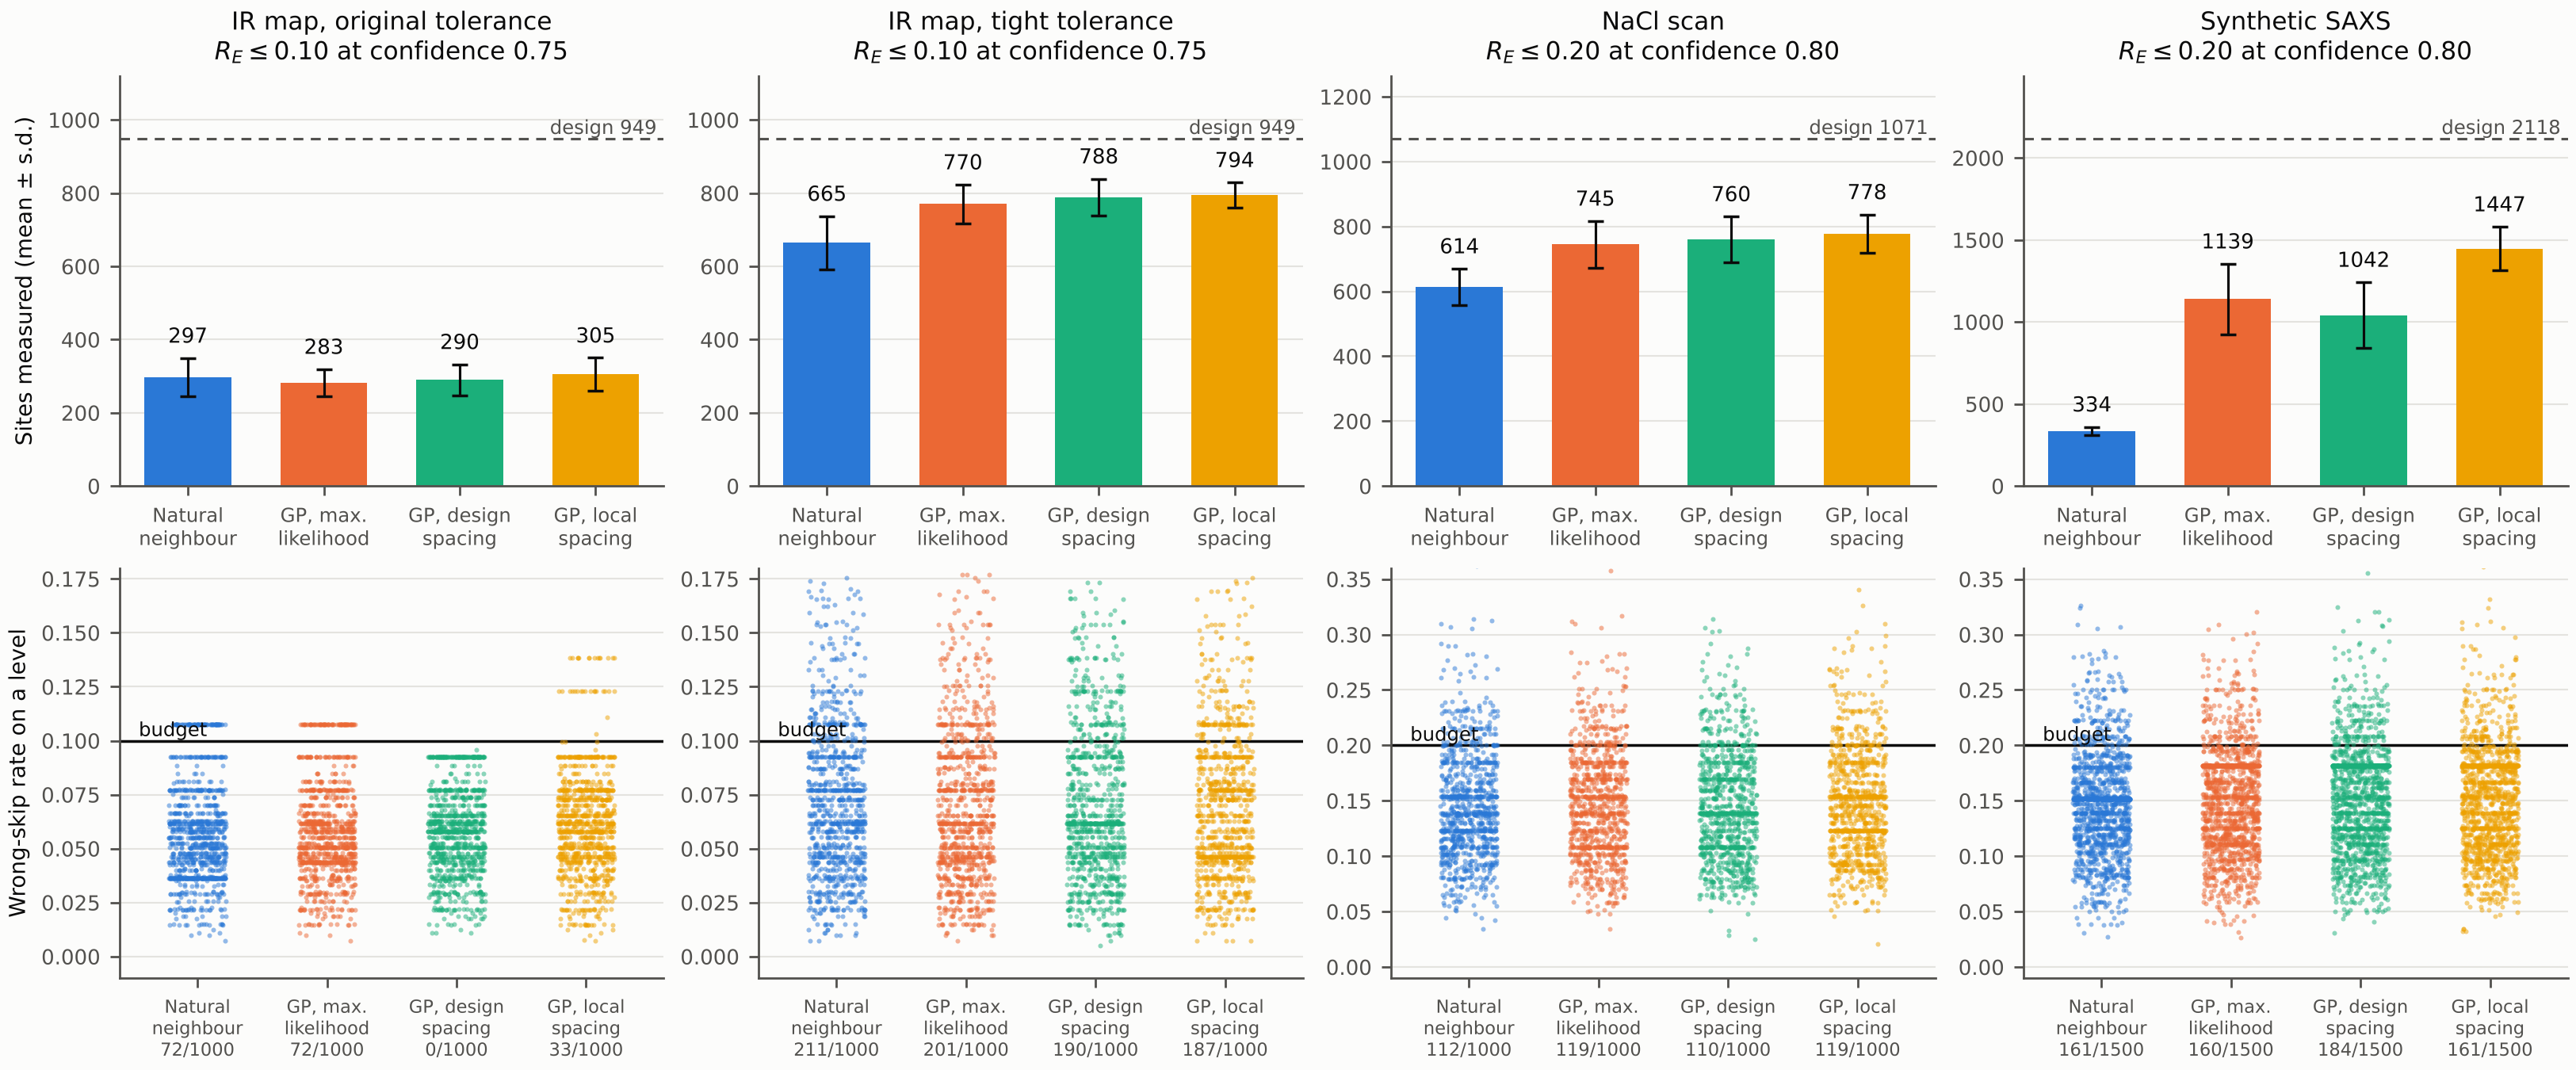 IR map, original tolerance
R_E ≤ 0.10 at confidence 0.75
Sites measured (mean ± s.d.)
1000
800
600
400
200
0
design 949
297
283
290
305
Natural neighbour
GP, max. likelihood
GP, design spacing
GP, local spacing
IR map, tight tolerance
R_E ≤ 0.10 at confidence 0.75
1000
800
600
400
200
0
design 949
665
770
788
794
Natural neighbour
GP, max. likelihood
GP, design spacing
GP, local spacing
NaCl scan
R_E ≤ 0.20 at confidence 0.80
1200
1000
800
600
400
200
0
design 1071
614
745
760
778
Natural neighbour
GP, max. likelihood
GP, design spacing
GP, local spacing
Synthetic SAXS
R_E ≤ 0.20 at confidence 0.80
2000
1500
1000
500
0
design 2118
334
1139
1042
1447
Natural neighbour
GP, max. likelihood
GP, design spacing
GP, local spacing
Wrong-skip rate on a level
0.175
0.150
0.125
0.100
0.075
0.050
0.025
0.000
budget
Natural neighbour 72/1000
GP, max. likelihood 72/1000
GP, design spacing 0/1000
GP, local spacing 33/1000
0.175
0.150
0.125
0.100
0.075
0.050
0.025
0.000
budget
Natural neighbour 211/1000
GP, max. likelihood 201/1000
GP, design spacing 190/1000
GP, local spacing 187/1000
0.35
0.30
0.25
0.20
0.15
0.10
0.05
0.00
budget
Natural neighbour 112/1000
GP, max. likelihood 119/1000
GP, design spacing 110/1000
GP, local spacing 119/1000
0.35
0.30
0.25
0.20
0.15
0.10
0.05
0.00
budget
Natural neighbour 161/1500
GP, max. likelihood 160/1500
GP, design spacing 184/1500
GP, local spacing 161/1500